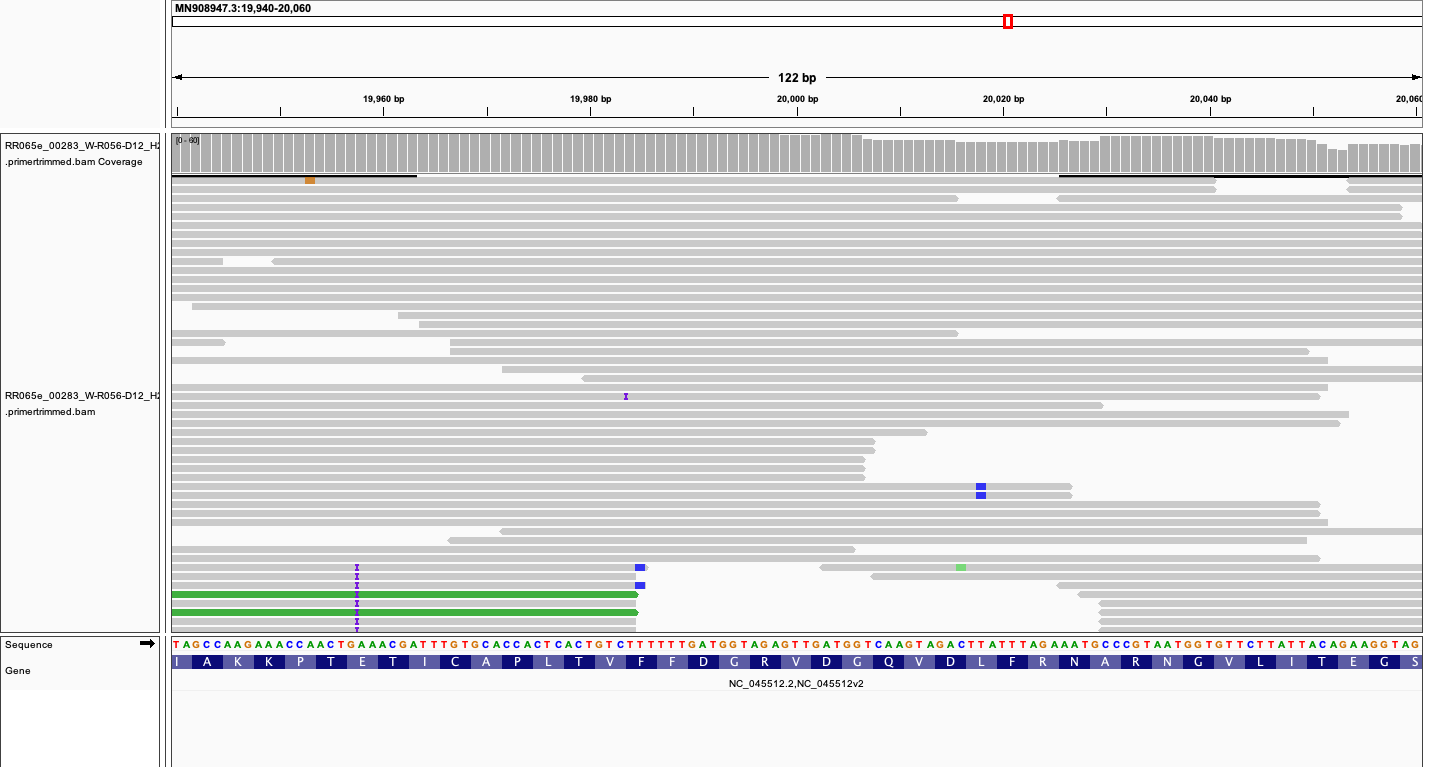 MN908947.3:19,940-20,060
122 bp
19,960 bp 19,980 bp 20,000 bp 20,020 bp 20,040 bp 20,060
RR065e_00283_W-R056-D12_H
.primertrimmed.bam Coverage
[0 - 60]
RR065e_00283_W-R056-D12_H
.primertrimmed.bam
Sequence
TAGCCAAGAAACCAACTGAAACGATTTGTGCACCACTCACTGTCTTTTTTGATGGTAGAGTTGATGGTCAAGTAGACTTATTTAGAAATGCCCGTAATGGTGTTCTTATTACAGAAGGTAG
Gene
I A K K P T E T I C A P L T V F F D G R V D G Q V D L F R N A R N G V L I T E G S
NC_045512.2,NC_045512v2